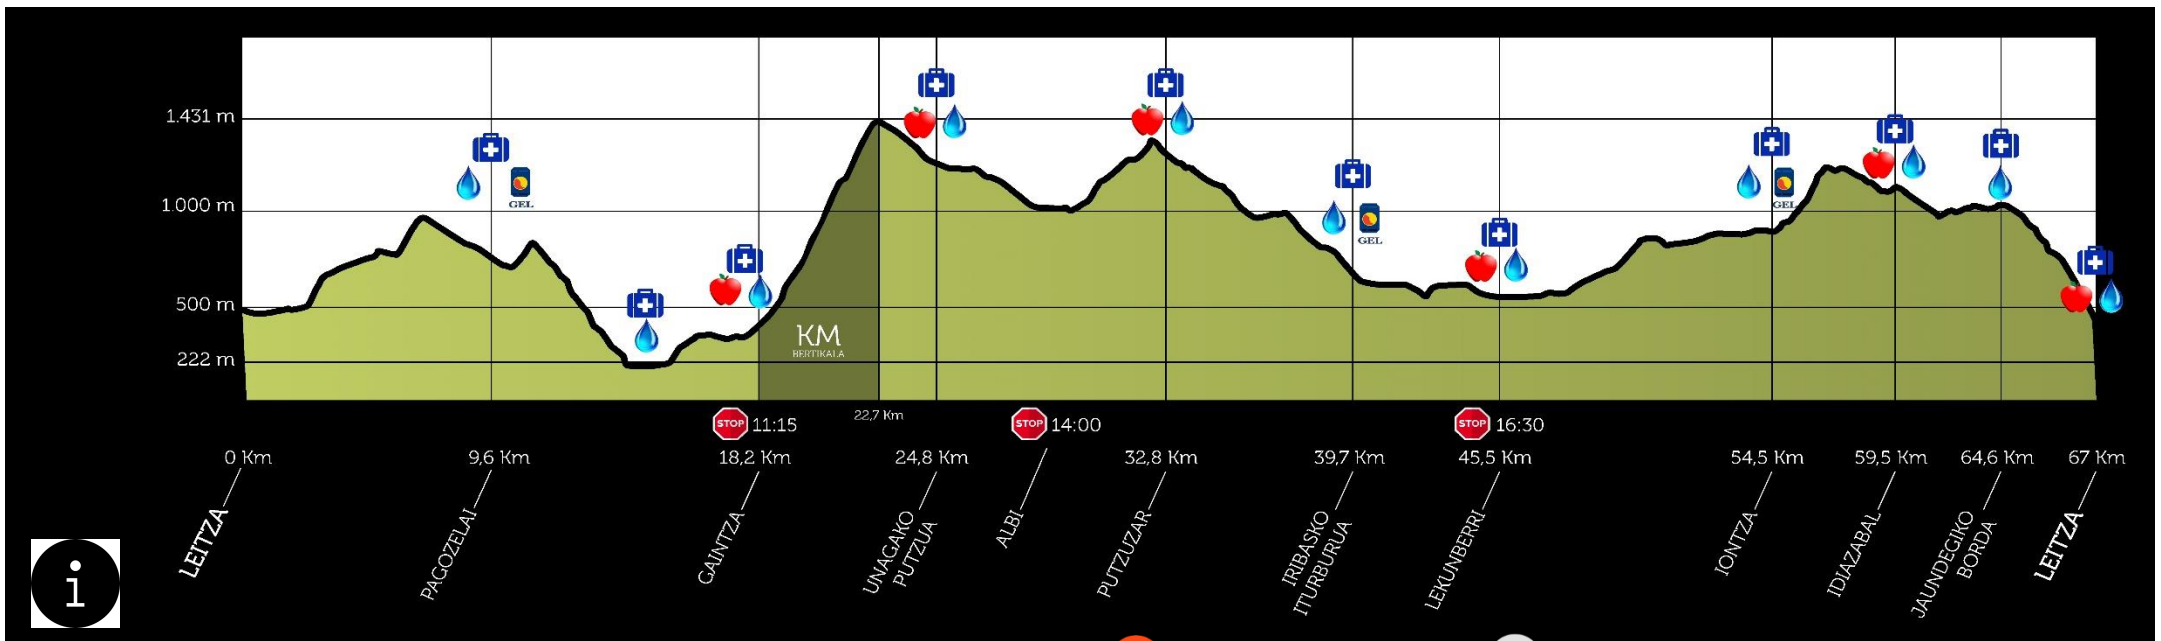 1.431 m
1.000 m
500 m
222 m
GEL
GEL
GEL
KM
BERTIKALA
STOP 11:15
22,7 Km
STOP 14:00
STOP 16:30
0 Km
9,6 Km
18,2 Km
24,8 Km
32,8 Km
39,7 Km
45,5 Km
54,5 Km
59,5 Km
64,6 Km
67 Km
LEITZA
PAGOZELAI
GAINTZA
UNAGAKO
PUTZUA
ALBI
PUTZUZAR
IRIBASKO
ITURBURUA
LEKUNBERRI
IONTZA
IDIAZABAL
JAUNDEGIKO
BORDA
LEITZA
i